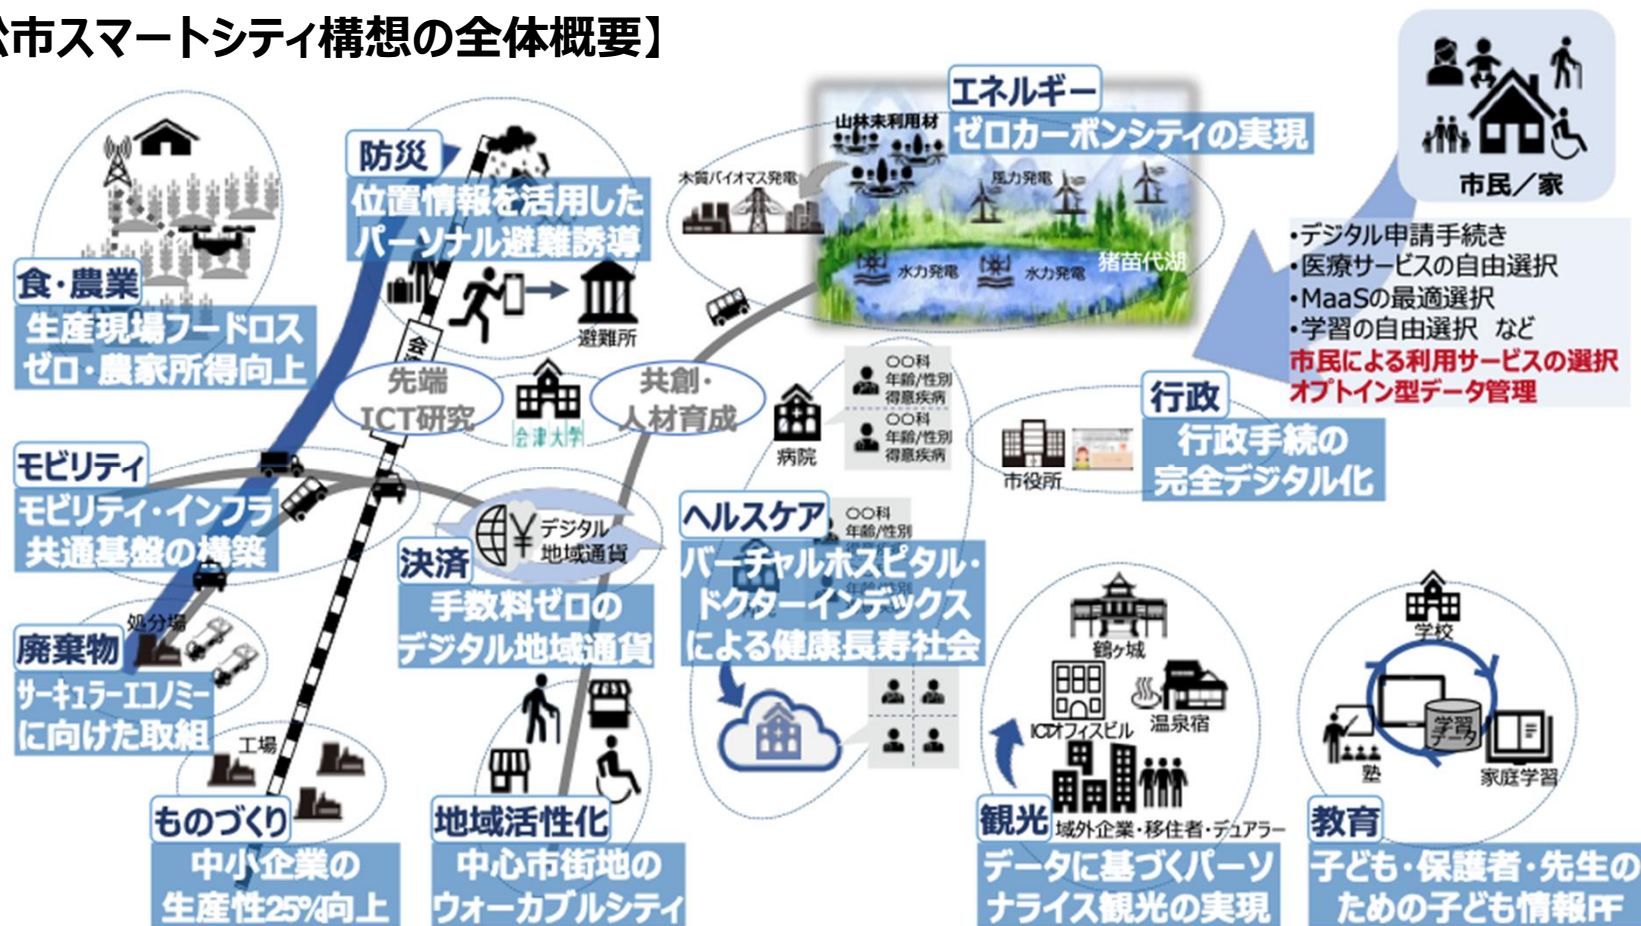 松市スマートシティ構想の全体概要】
食・農業
生産現場フードロス
ゼロ・農家所得向上
防災
位置情報を活用した
パーソナル避難誘導
避難所
エネルギー
ゼロカーボンシティの実現
山林未利用材
木質バイオマス発電
風力発電
水力発電
水力発電
猪苗代湖
市民／家
・デジタル申請手続き
・医療サービスの自由選択
・MaaSの最適選択
・学習の自由選択 など
市民による利用サービスの選択
オプトイン型データ管理
会津
先端
ICT研究
会津大学
共創・
人材育成
病院
〇〇科
年齢/性別
得意疾病
〇〇科
年齢/性別
得意疾病
行政
行政手続の
完全デジタル化
市役所
モビリティ
モビリティ・インフラ
共通基盤の構築
決済
デジタル
地域通貨
手数料ゼロの
デジタル地域通貨
ヘルスケア
〇〇科
年齢/性別
バーチャルホスピタル・
ドクターインデックス
による健康長寿社会
廃棄物
処分場
サーキュラーエコノミー
に向けた取組
ものづくり
工場
中小企業の
生産性25%向上
地域活性化
中心市街地の
ウォーカブルシティ
鶴ヶ城
ICTオフィスビル
温泉宿
観光
域外企業・移住者・デュアラー
データに基づくパーソ
ナライズ観光の実現
学校
学習
データ
塾
家庭学習
教育
子ども・保護者・先生の
ための子ども情報PF